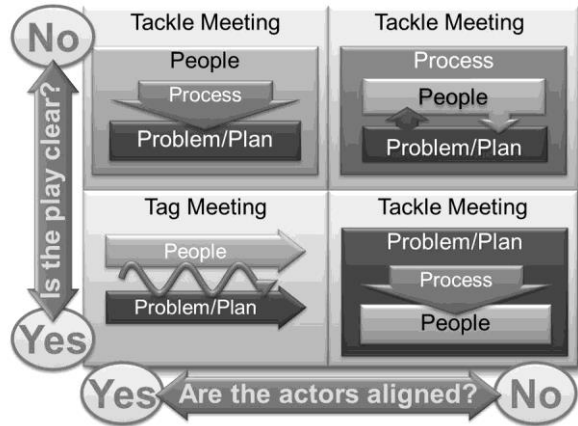 No
Is the play clear?
Yes
Tackle Meeting
People
Process
Problem/Plan
Tackle Meeting
Process
People
Problem/Plan
Tag Meeting
People
Problem/Plan
Tackle Meeting
Problem/Plan
Process
People
Yes
Are the actors aligned?
No